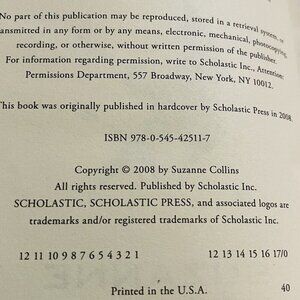 No part of this publication may be reproduced, stored in a retrieval system, or
transmitted in any form or by any means, electronic, mechanical, photocopying,
recording, or otherwise, without written permission of the publisher.
For information regarding permission, write to Scholastic Inc., Attention:
Permissions Department, 557 Broadway, New York, NY 10012.
This book was originally published in hardcover by Scholastic Press in 2008.
ISBN 978-0-545-42511-7
Copyright © 2008 by Suzanne Collins
All rights reserved. Published by Scholastic Inc.
SCHOLASTIC, SCHOLASTIC PRESS, and associated logos are
trademarks and/or registered trademarks of Scholastic Inc.
12 11 10 9 8 7 6 5 4 3 2 1 12 13 14 15 16 17/0
Printed in the U.S.A. 40